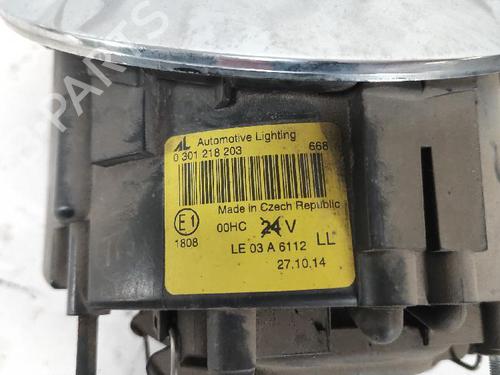 AL Automotive Lighting
0 301 218 203 668
Made in Czech Republic
E1 00HC 24 V
1808 LE 03 A 6112 LL
27.10.14
PARTS